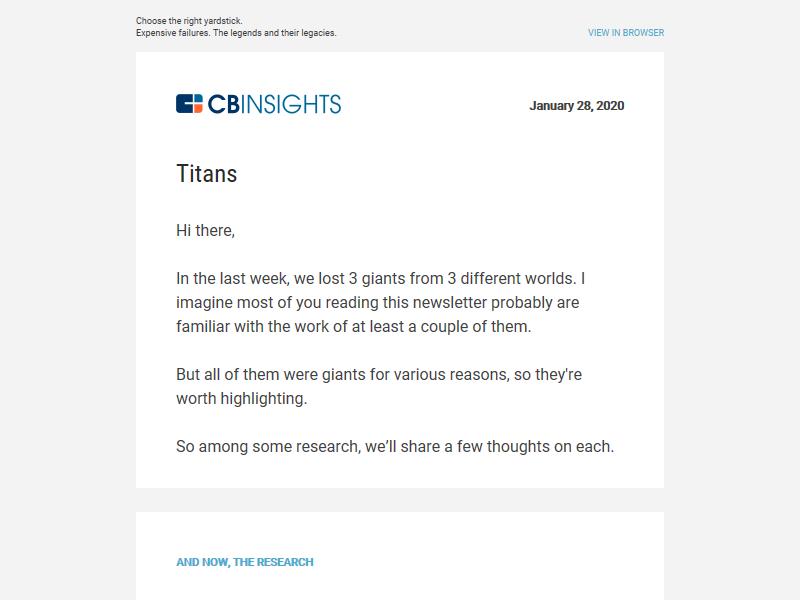 Choose the right yardstick.
Expensive failures. The legends and their legacies.
VIEW IN BROWSER
CBINSIGHTS
January 28, 2020
Titans
Hi there,
In the last week, we lost 3 giants from 3 different worlds. I
imagine most of you reading this newsletter probably are
familiar with the work of at least a couple of them.
But all of them were giants for various reasons, so they're
worth highlighting.
So among some research, we’ll share a few thoughts on each.
AND NOW, THE RESEARCH